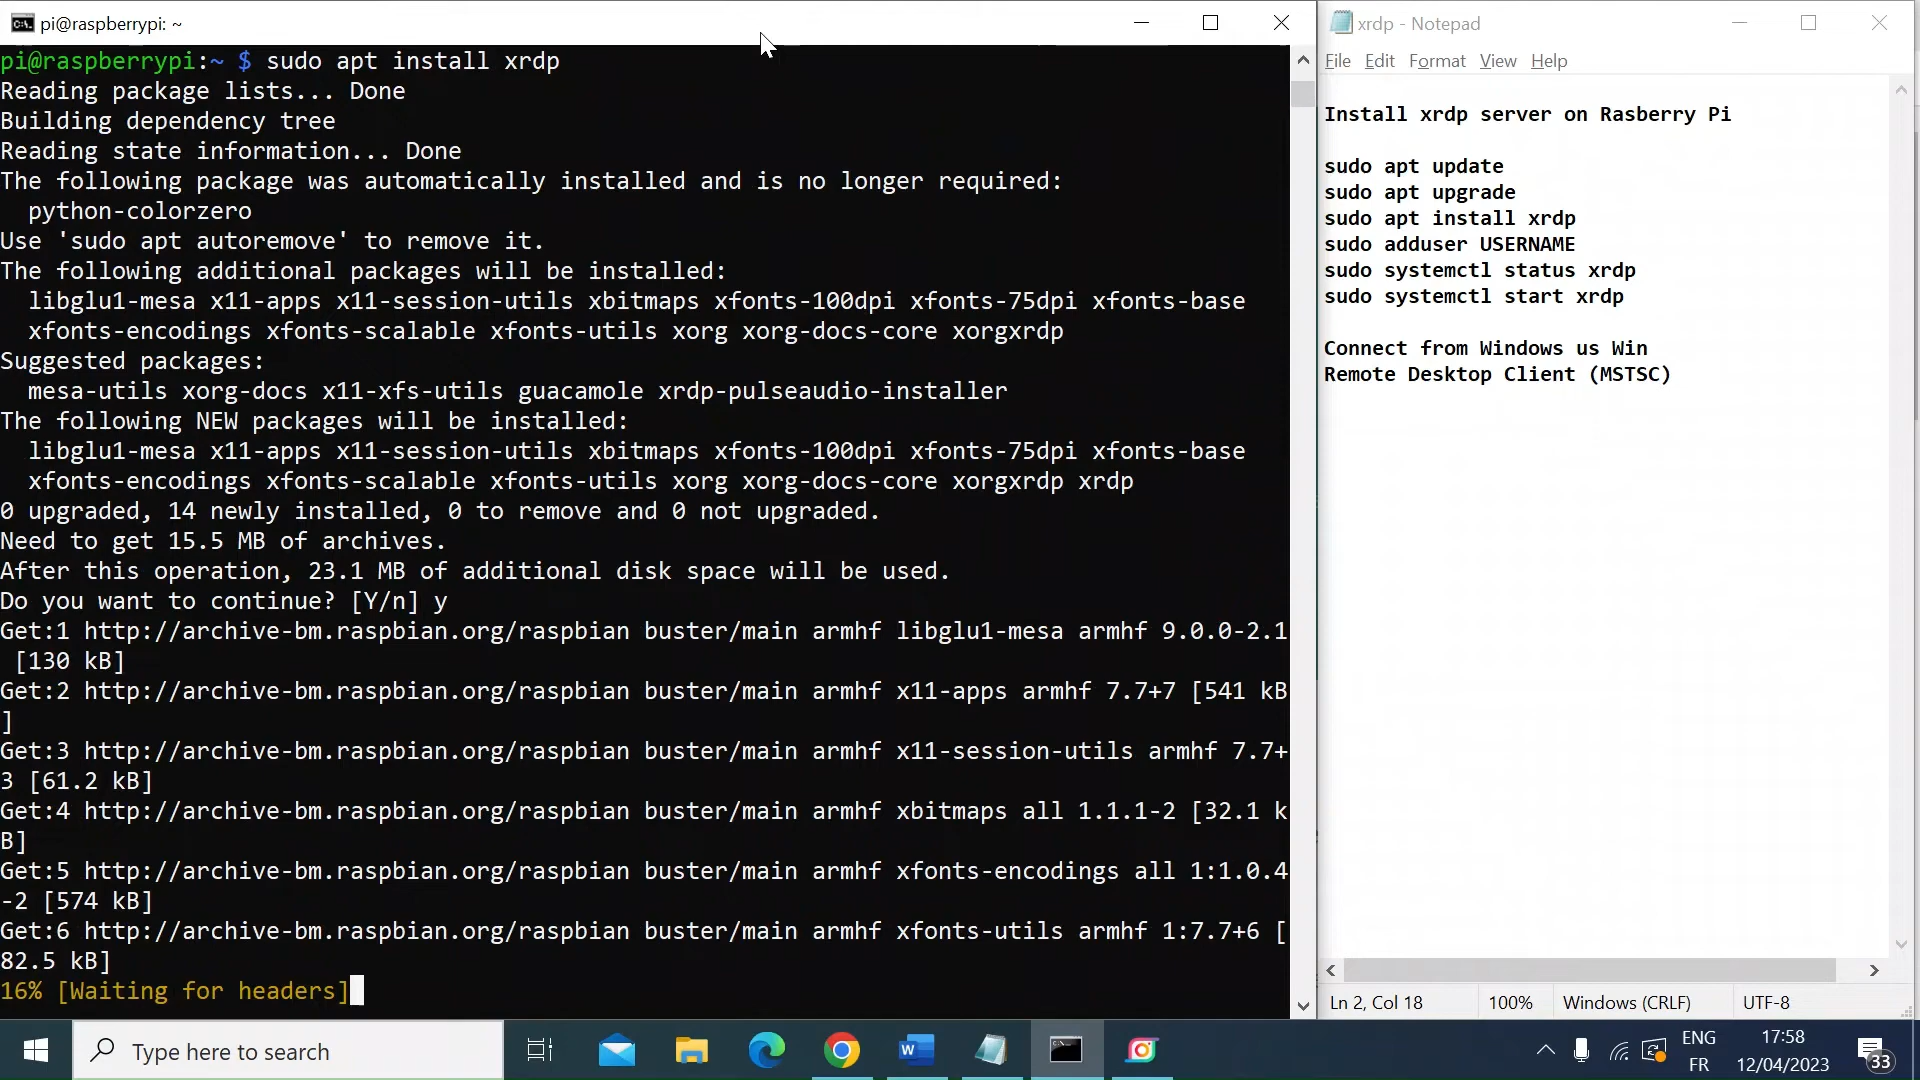 pi@raspberrypi: ~
pi@raspberrypi:~ $ sudo apt install xrdp
Reading package lists... Done
Building dependency tree
Reading state information... Done
The following package was automatically installed and is no longer required:
python-colorzero
Use 'sudo apt autoremove' to remove it.
The following additional packages will be installed:
libglu1-mesa x11-apps x11-session-utils xbitmaps xfonts-100dpi xfonts-75dpi xfonts-base
xfonts-encodings xfonts-scalable xfonts-utils xorg xorg-docs-core xorgxrdp
Suggested packages:
mesa-utils xorg-docs x11-xfs-utils guacamole xrdp-pulseaudio-installer
The following NEW packages will be installed:
libglu1-mesa x11-apps x11-session-utils xbitmaps xfonts-100dpi xfonts-75dpi xfonts-base
xfonts-encodings xfonts-scalable xfonts-utils xorg xorg-docs-core xorgxrdp xrdp
0 upgraded, 14 newly installed, 0 to remove and 0 not upgraded.
Need to get 15.5 MB of archives.
After this operation, 23.1 MB of additional disk space will be used.
Do you want to continue? [Y/n] y
Get:1 http://archive-bm.raspbian.org/raspbian buster/main armhf libglu1-mesa armhf 9.0.0-2.1
[130 kB]
Get:2 http://archive-bm.raspbian.org/raspbian buster/main armhf x11-apps armhf 7.7+7 [541 kB
]
Get:3 http://archive-bm.raspbian.org/raspbian buster/main armhf x11-session-utils armhf 7.7+
3 [61.2 kB]
Get:4 http://archive-bm.raspbian.org/raspbian buster/main armhf xbitmaps all 1.1.1-2 [32.1 k
B]
Get:5 http://archive-bm.raspbian.org/raspbian buster/main armhf xfonts-encodings all 1:1.0.4
-2 [574 kB]
Get:6 http://archive-bm.raspbian.org/raspbian buster/main armhf xfonts-utils armhf 1:7.7+6 [
82.5 kB]
16% [Waiting for headers]
xrdp - Notepad
File Edit Format View Help
Install xrdp server on Rasberry Pi
sudo apt update
sudo apt upgrade
sudo apt install xrdp
sudo adduser USERNAME
sudo systemctl status xrdp
sudo systemctl start xrdp
Connect from Windows us Win
Remote Desktop Client (MSTSC)
Ln 2, Col 18 100% Windows (CRLF) UTF-8
Type here to search
ENG
FR
17:58
12/04/2023
33